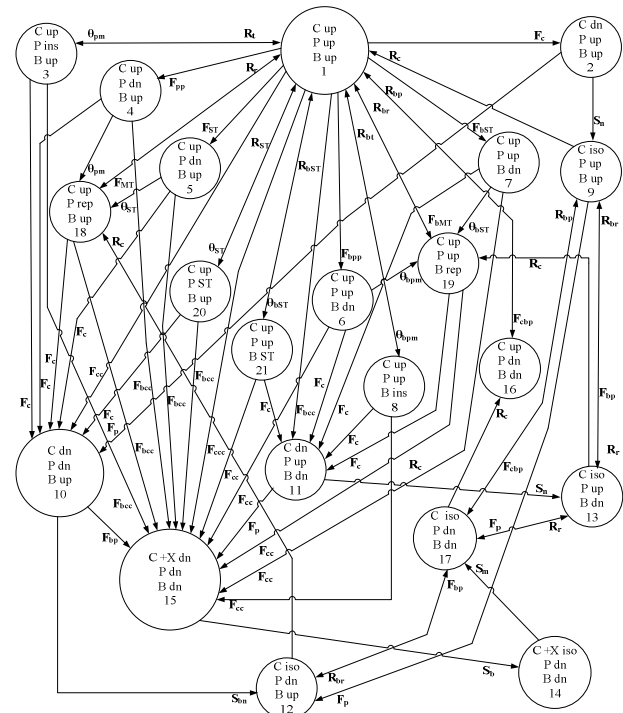 C up
P ins
B up
3
θpm
Rt
C up
P up
B up
1
Fc
C dn
P up
B up
2
C up
P dn
B up
4
Fpp
Rr
Rc
Rbp
Rbr
Rbt
Sn
FST
RST
RbST
FbST
C up
P dn
B up
5
C up
P up
B dn
7
C iso
P up
B up
9
θpm
FMT
θST
C up
P rep
B up
18
Rc
θST
C up
P ST
B up
20
θbST
C up
P up
B ST
21
Fbpp
C up
P up
B dn
6
FbMT
θbST
θbpm
C up
P up
B rep
19
Rbp
Rbr
Rc
θbpm
C up
P up
B ins
8
Fcbp
C up
P dn
B dn
16
Fc
Fc
Fc
Fcc
Fbcc
Fbcc
Fc
Fbcc
Fc
Fc
Fc
Fp
Fbcc
Fccc
Fcc
Fc
Fc
Rc
Rc
Fbp
Rr
C dn
P dn
B up
10
C dn
P up
B dn
11
Fcc
Fp
Fcbp
Sn
C iso
P up
B dn
13
Fbcc
Fbp
C +X dn
P dn
B dn
15
Fcc
Fcc
Fcc
C iso
P dn
B dn
17
Fp
Rr
Fbp
Sm
C +X iso
P dn
B dn
14
Sb
Sbn
C iso
P dn
B up
12
Rbr
Fp